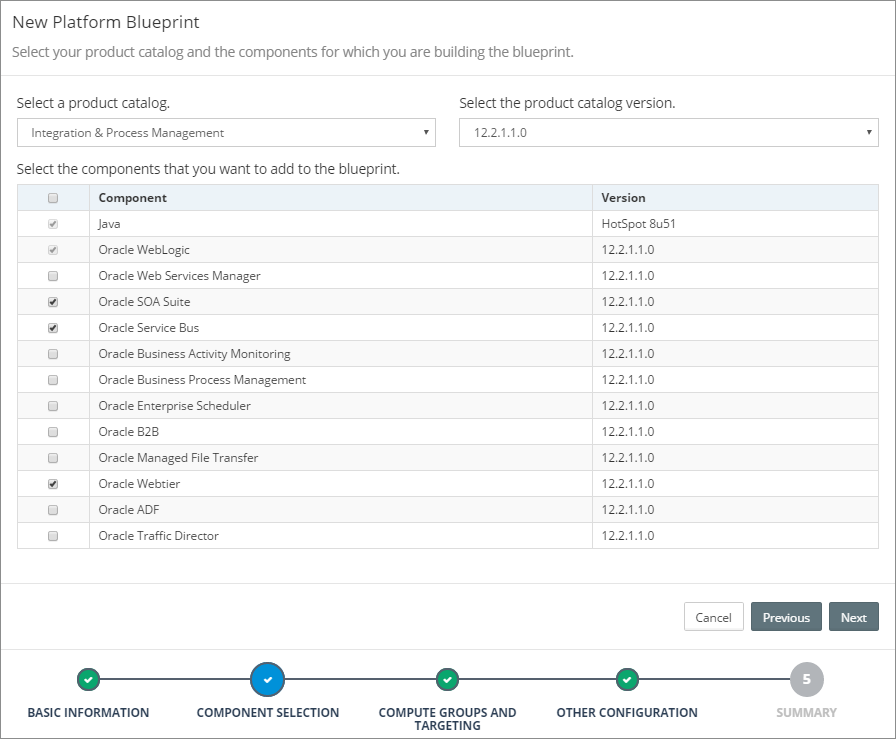 New Platform Blueprint
Select your product catalog and the components for which you are building the blueprint.
Select a product catalog. Select the product catalog version.
Integration & Process Management 12.2.1.1.0
Select the components that you want to add to the blueprint.
Component Version
Java HotSpot 8u51
Oracle WebLogic 12.2.1.1.0
Oracle Web Services Manager 12.2.1.1.0
Oracle SOA Suite 12.2.1.1.0
Oracle Service Bus 12.2.1.1.0
Oracle Business Activity Monitoring 12.2.1.1.0
Oracle Business Process Management 12.2.1.1.0
Oracle Enterprise Scheduler 12.2.1.1.0
Oracle B2B 12.2.1.1.0
Oracle Managed File Transfer 12.2.1.1.0
Oracle Webtier 12.2.1.1.0
Oracle ADF 12.2.1.1.0
Oracle Traffic Director 12.2.1.1.0
Cancel Previous Next
5
BASIC INFORMATION COMPONENT SELECTION COMPUTE GROUPS AND OTHER CONFIGURATION SUMMARY
TARGETING